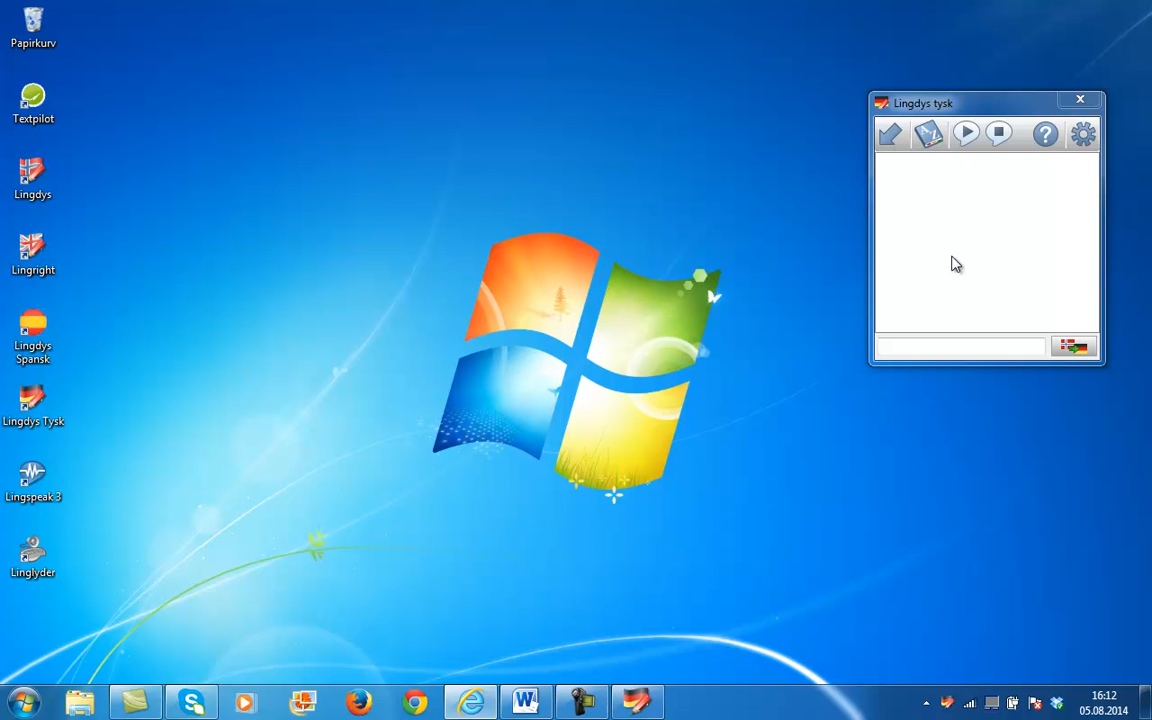 Papirkurv
Textpilot
Lingdys
Lingright
Lingdys
Spansk
Lingdys Tysk
Lingspeak 3
Linglyder
Lingdys tysk
A Z
?
16:12
05.08.2014